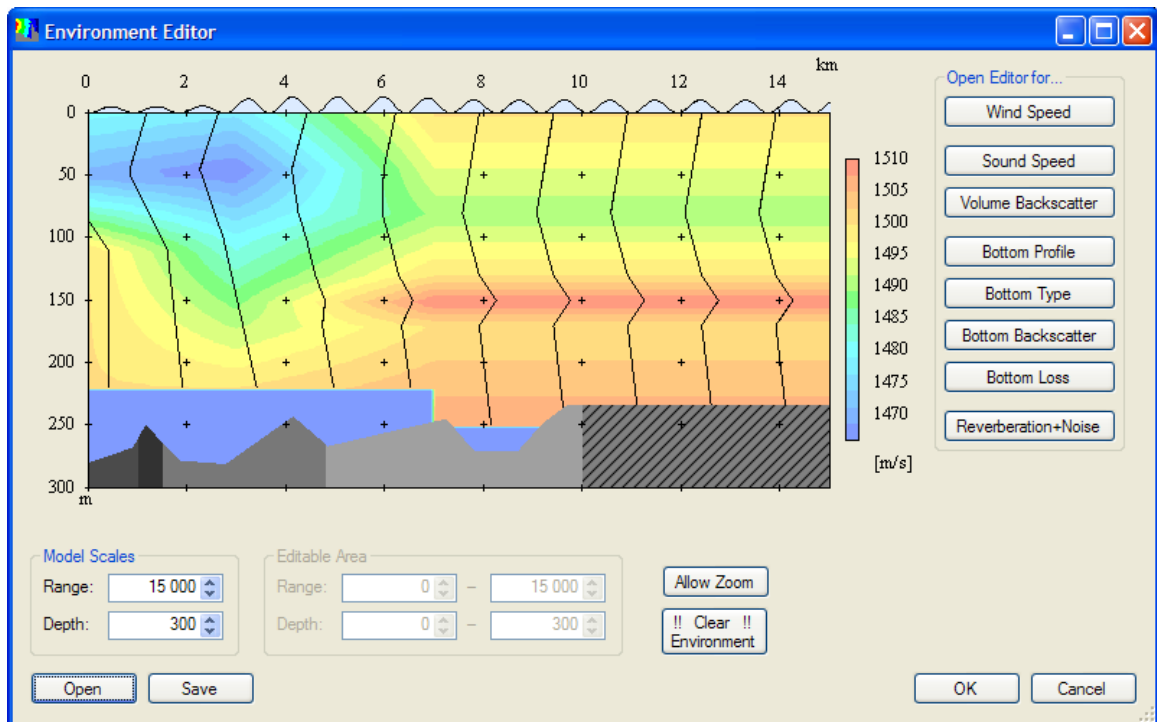 Environment Editor
km
0 2 4 6 8 10 12 14
0
50
100
150
200
250
300
m
1510
1505
1500
1495
1490
1485
1480
1475
1470
[m/s]
Open Editor for...
Wind Speed
Sound Speed
Volume Backscatter
Bottom Profile
Bottom Type
Bottom Backscatter
Bottom Loss
Reverberation+Noise
Model Scales
Range: 15 000
Depth: 300
Editable Area
Range: 0 – 15 000
Depth: 0 – 300
Allow Zoom
!! Clear !!
Environment
Open Save OK Cancel